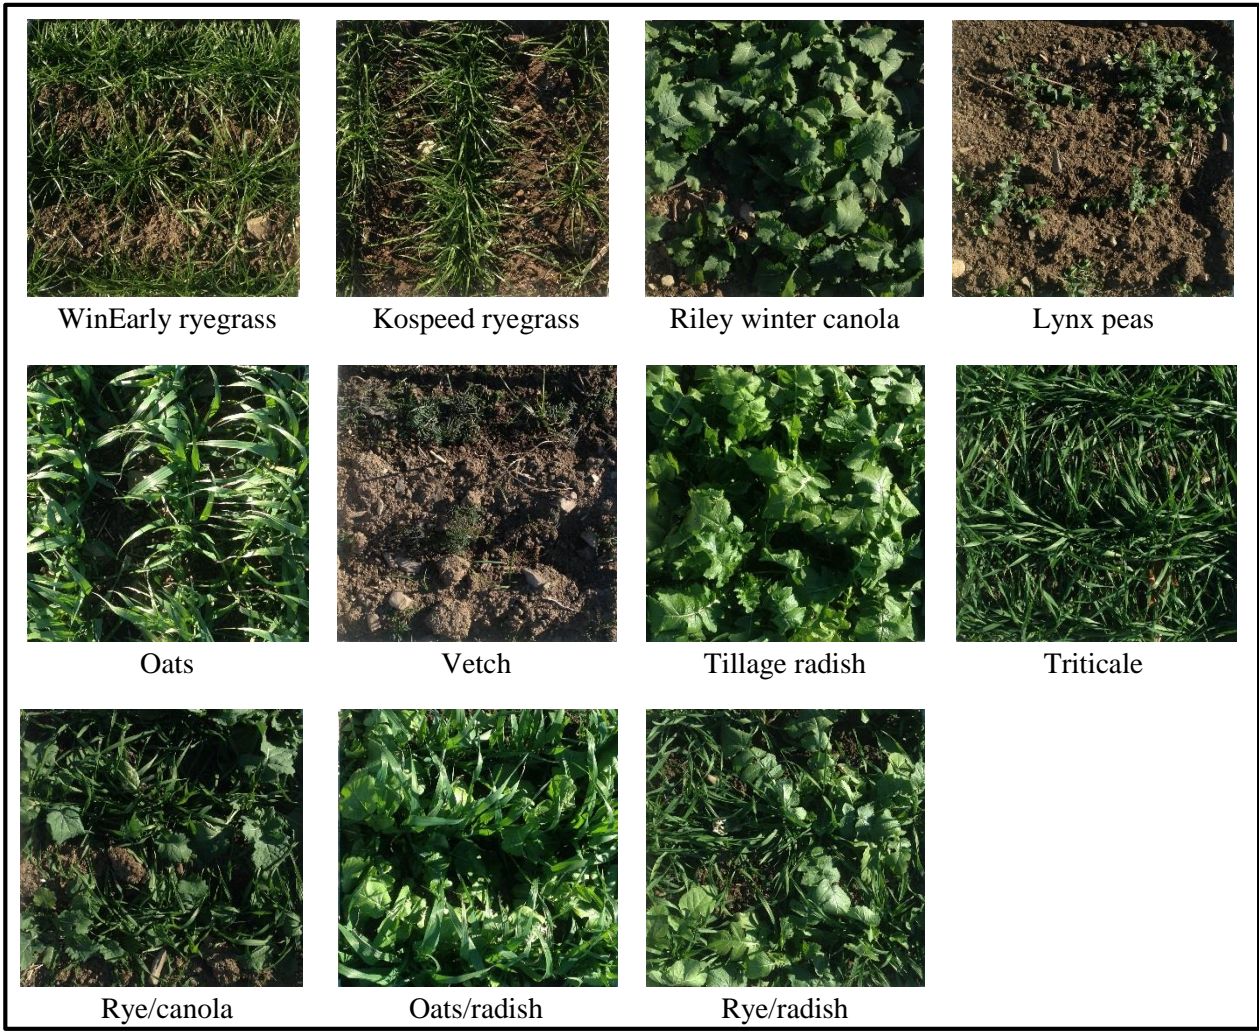 WinEarly ryegrass
Kospeed ryegrass
Riley winter canola
Lynx peas
Oats
Vetch
Tillage radish
Triticale
Rye/canola
Oats/radish
Rye/radish